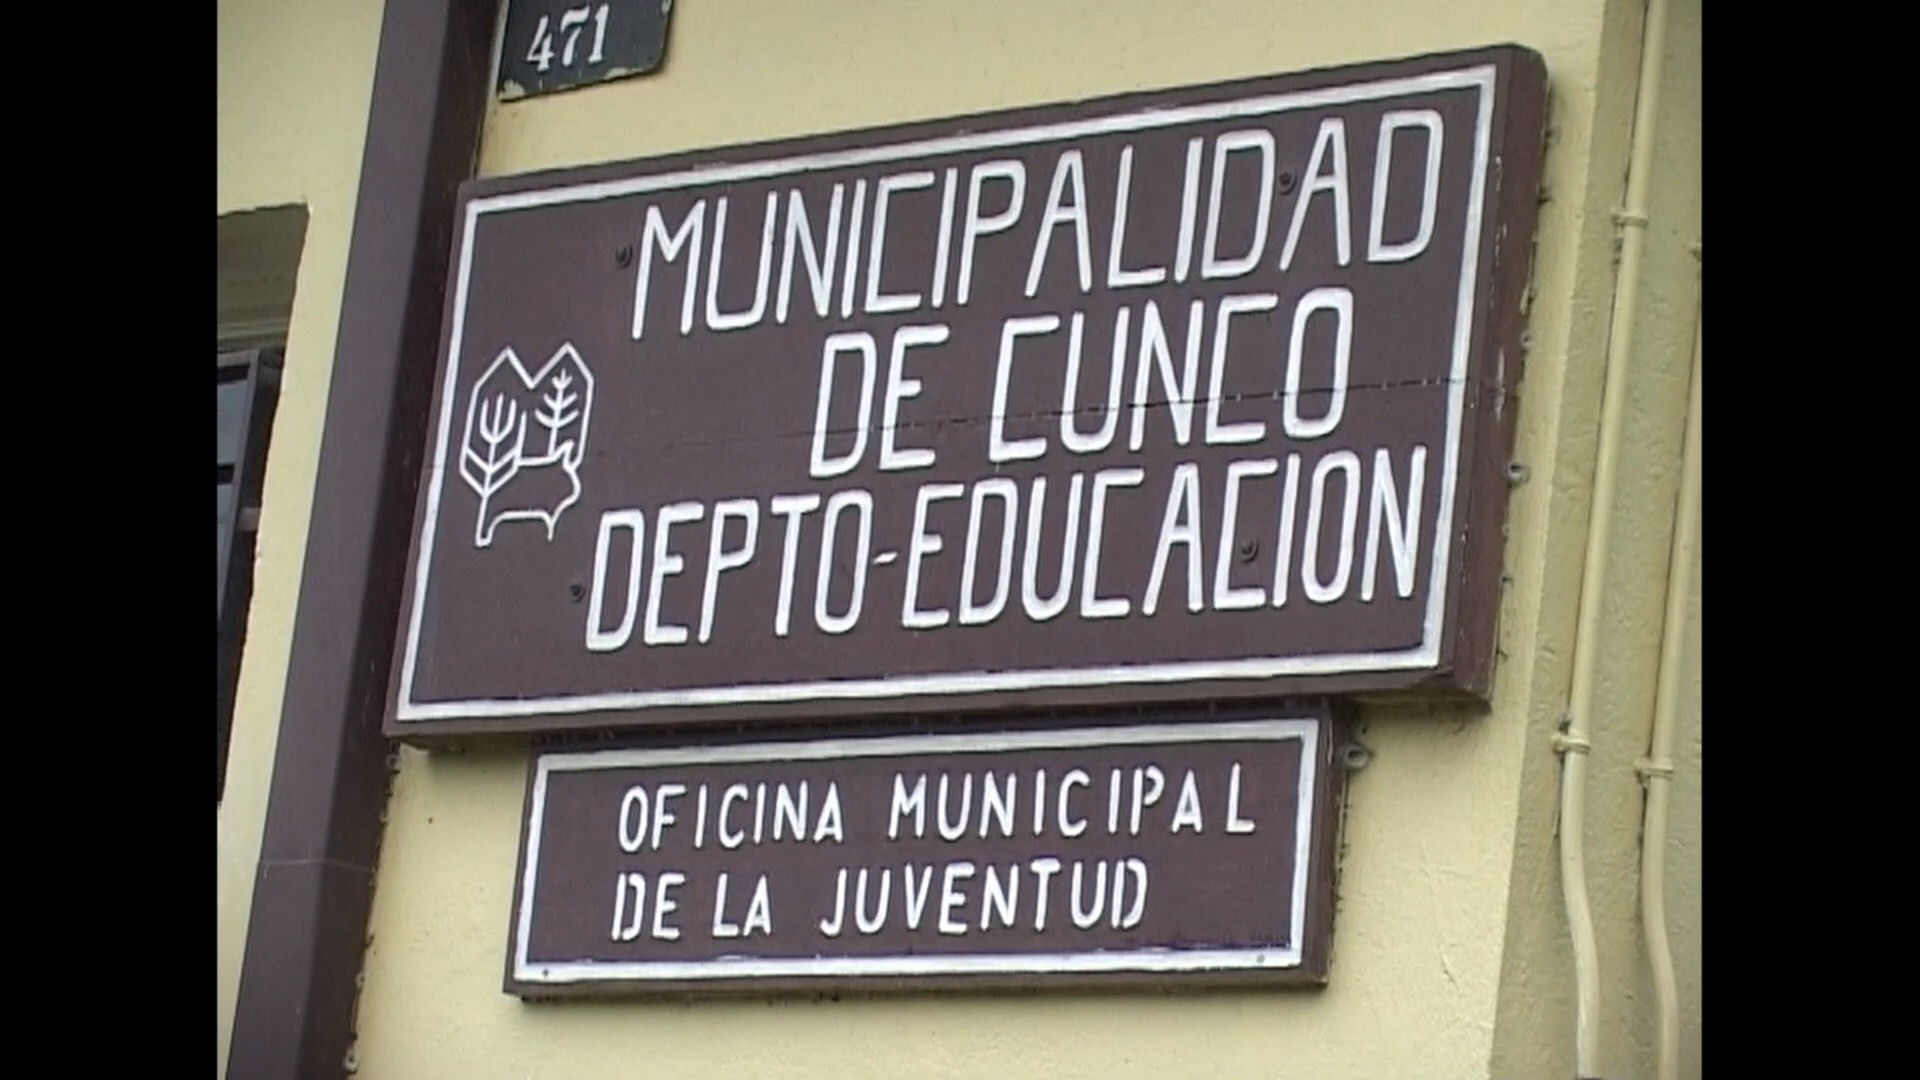 471
MUNICIPALIDAD
DE CUNCO
DEPTO-EDUCACION
OFICINA MUNICIPAL
DE LA JUVENTUD